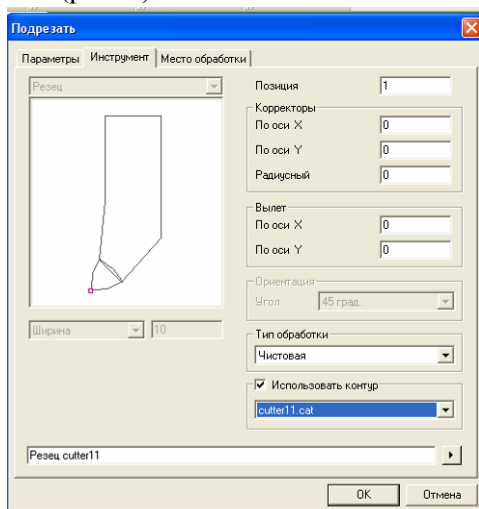 Подрезать
Параметры Инструмент Место обработки
Резец
Позиция 1
Корректоры
По оси X 0
По оси Y 0
Радиусный 0
Вылет
По оси X 0
По оси Y 0
Ориентация
Угол 45 град.
Ширина 10
Тип обработки
Чистовая
Использовать контур
cutter11.cat
Резец cutter11
OK Отмена